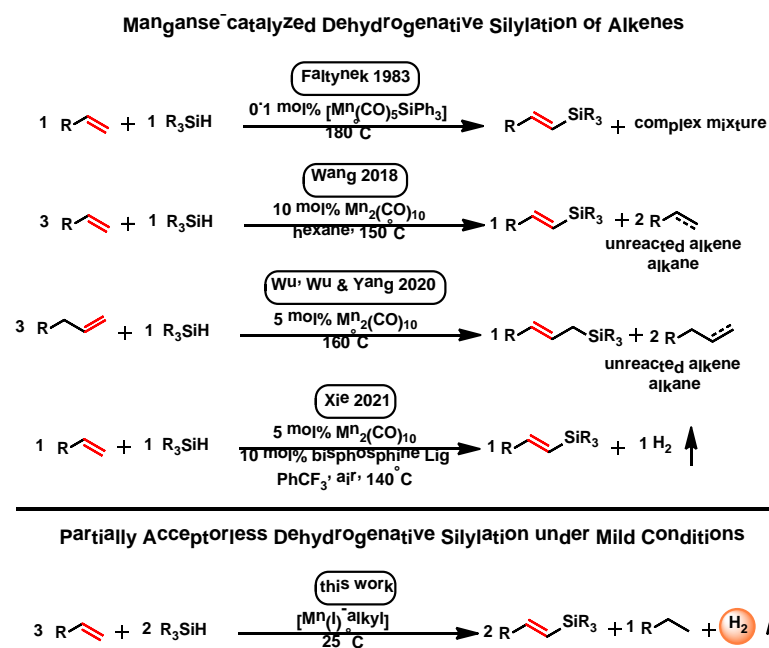 Manganse-catalyzed Dehydrogenative Silylation of Alkenes
Faltynek 1983
1 R + 1 R3SiH
0.1 mol% [Mn(CO)5SiPh3]
180°C
R SiR3 + complex mixture
Wang 2018
3 R + 1 R3SiH
10 mol% Mn2(CO)10
hexane, 150°C
1 R SiR3 + 2 R
unreacted alkene
alkane
Wu, Wu & Yang 2020
3 R + 1 R3SiH
5 mol% Mn2(CO)10
160°C
1 R SiR3 + 2 R
unreacted alkene
alkane
Xie 2021
1 R + 1 R3SiH
5 mol% Mn2(CO)10
10 mol% bisphosphine Lig
PhCF3, air, 140°C
1 R SiR3 + 1 H2
Partially Acceptorless Dehydrogenative Silylation under Mild Conditions
this work
3 R + 2 R3SiH
[Mn(I)-alkyl]
25 °C
2 R SiR3 + 1 R + H2